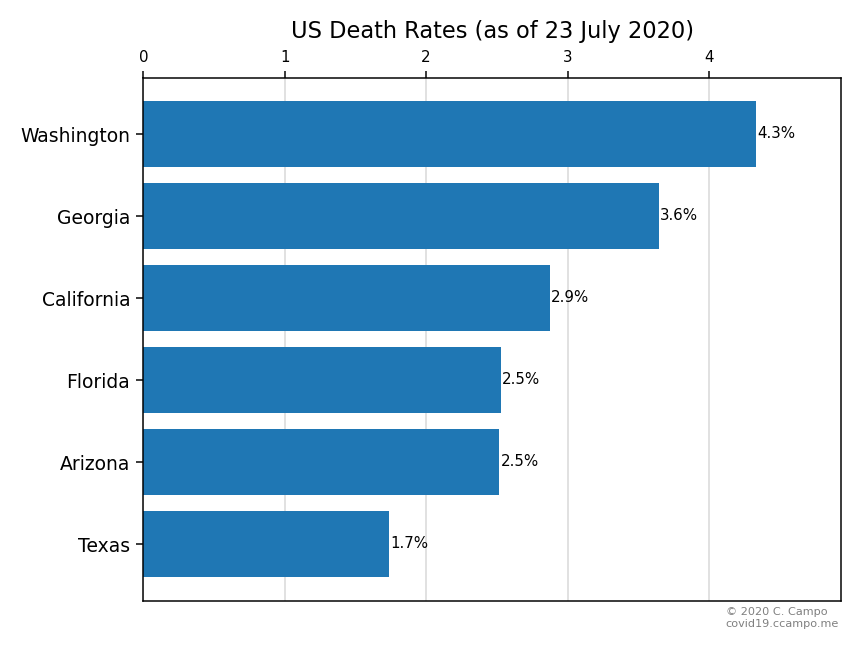 US Death Rates (as of 23 July 2020)
0 1 2 3 4
Washington 4.3%
Georgia 3.6%
California 2.9%
Florida 2.5%
Arizona 2.5%
Texas 1.7%
© 2020 C. Campo
covid19.ccampo.me